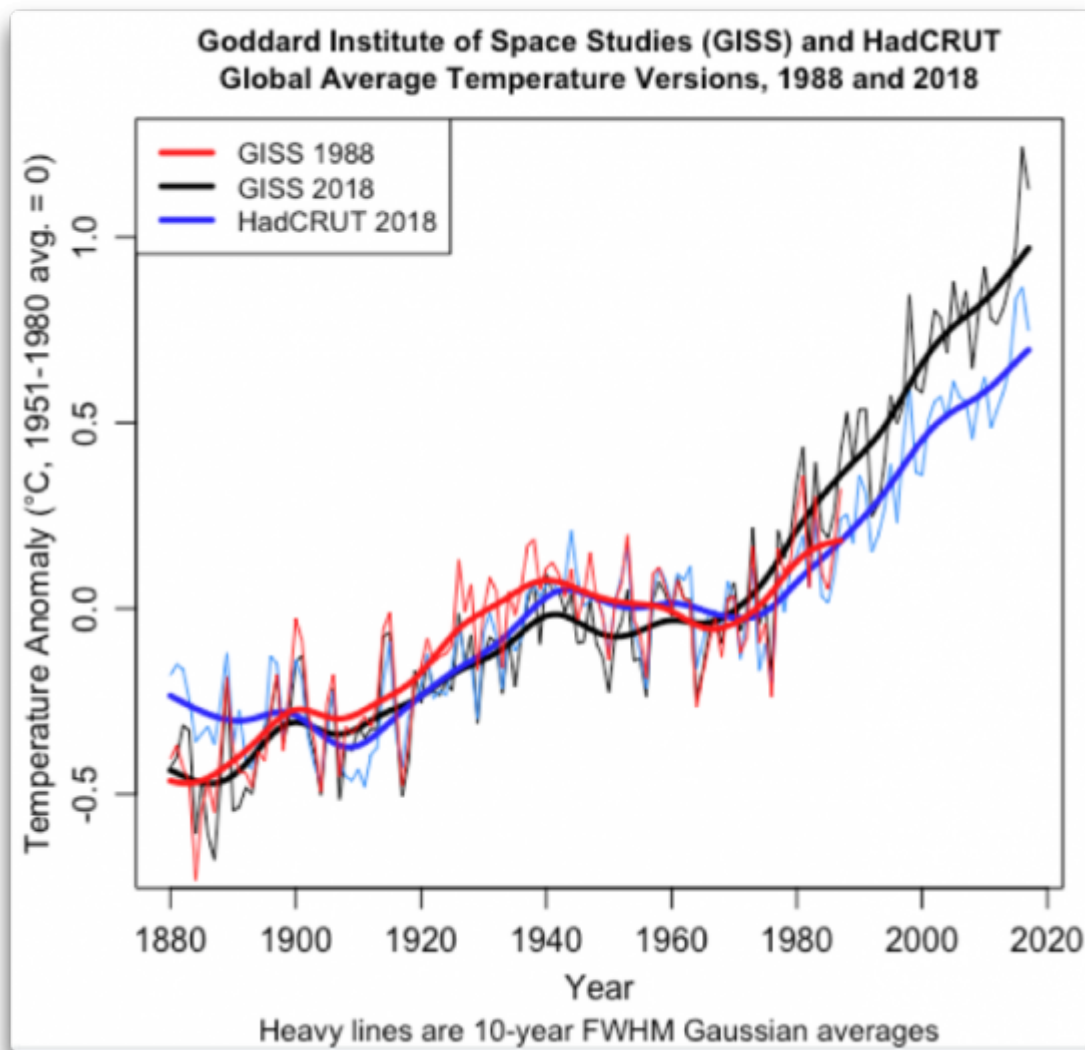 Goddard Institute of Space Studies (GISS) and HadCRUT
Global Average Temperature Versions, 1988 and 2018
GISS 1988
GISS 2018
HadCRUT 2018
Temperature Anomaly (°C, 1951-1980 avg. = 0)
1.0
0.5
0.0
-0.5
1880 1900 1920 1940 1960 1980 2000 2020
Year
Heavy lines are 10-year FWHM Gaussian averages